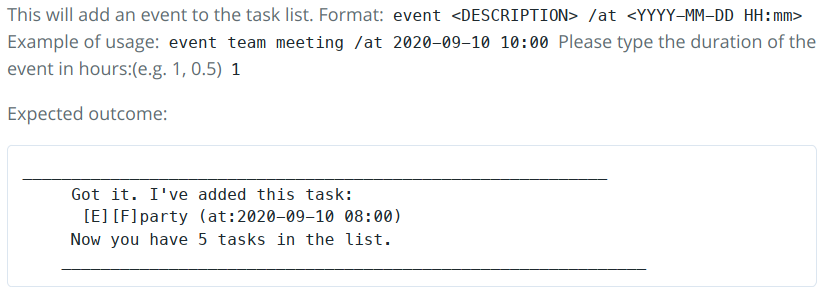 This will add an event to the task list. Format: event <DESCRIPTION> /at <YYYY-MM-DD HH:mm>
Example of usage: event team meeting /at 2020-09-10 10:00 Please type the duration of the
event in hours:(e.g. 1, 0.5) 1
Expected outcome:
____________________________________________________________
Got it. I've added this task:
[E][F]party (at:2020-09-10 08:00)
Now you have 5 tasks in the list.
____________________________________________________________